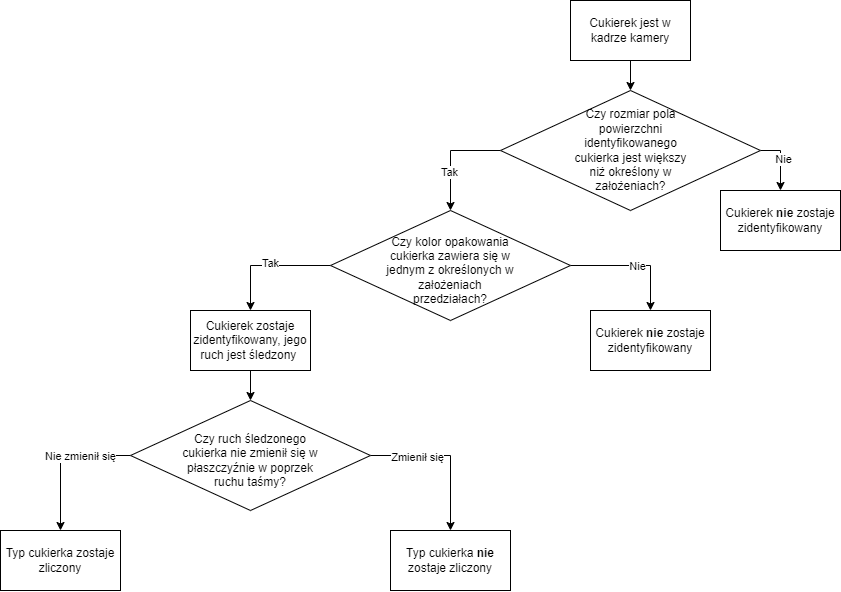 Cukierek jest w
kadrze kamery
Czy rozmiar pola
powierzchni
identyfikowanego
cukierka jest większy
niż określony w
założeniach?
Nie
Tak
Cukierek nie zostaje
zidentyfikowany
Czy kolor opakowania
cukierka zawiera się w
jednym z określonych w
założeniach
przedziałach?
Tak
Nie
Cukierek zostaje
zidentyfikowany, jego
ruch jest śledzony
Cukierek nie zostaje
zidentyfikowany
Czy ruch śledzonego
cukierka nie zmienił się w
płaszczyźnie w poprzek
ruchu taśmy?
Nie zmienił się
Zmienił się
Typ cukierka zostaje
zliczony
Typ cukierka nie
zostaje zliczony